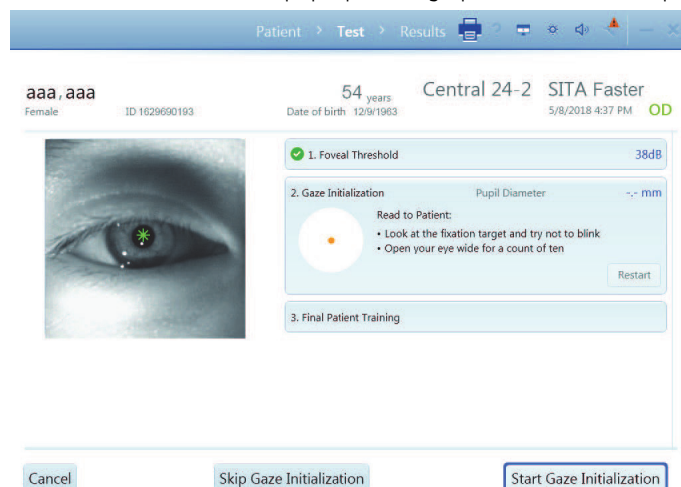 Patient > Test > Results ?
aaa, aaa
Female ID 1629690193
54 years
Date of birth 12/9/1963
Central 24-2 SITA Faster
5/8/2018 4:37 PM OD
1. Foveal Threshold 38dB
2. Gaze Initialization Pupil Diameter -.- mm
Read to Patient:
• Look at the fixation target and try not to blink
• Open your eye wide for a count of ten
Restart
3. Final Patient Training
Cancel Skip Gaze Initialization Start Gaze Initialization